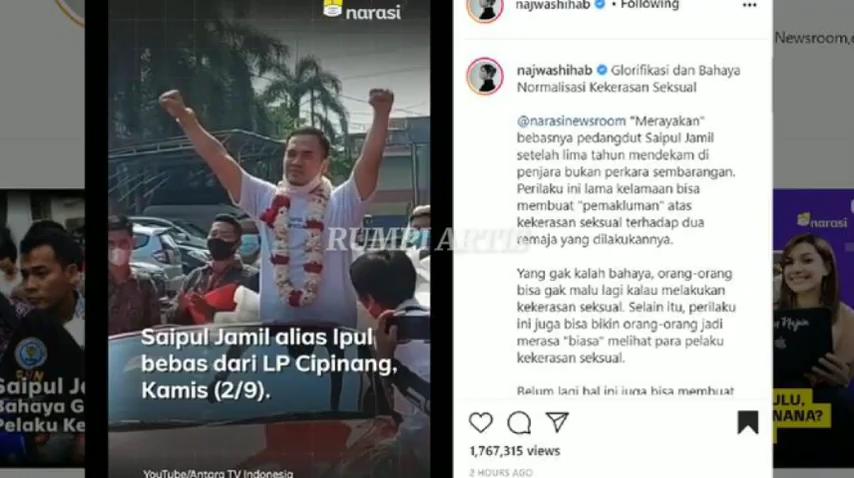 narasi
Saipul Jamil alias Ipul
bebas dari LP Cipinang,
Kamis (2/9).
YouTube/Antara TV Indonesia
RUMPI ARTIS
najwashihab • Following
najwashihab Glorifikasi dan Bahaya
Normalisasi Kekerasan Seksual
@narasinewsroom "Merayakan"
bebasnya pedangdut Saipul Jamil
setelah lima tahun mendekam di
penjara bukan perkara sembarangan.
Perilaku ini lama kelamaan bisa
membuat "pemakluman" atas
kekerasan seksual terhadap dua
remaja yang dilakukannya.
Yang gak kalah bahaya, orang-orang
bisa gak malu lagi kalau melakukan
kekerasan seksual. Selain itu, perilaku
ini juga bisa bikin orang-orang jadi
merasa "biasa" melihat para pelaku
kekerasan seksual.
Belum lagi hal ini juga bisa membuat
1,767,315 views
2 HOURS AGO
Saipul J
Bahaya G
Pelaku Ke
Newsroom,
narasi
ULU,
NANA?